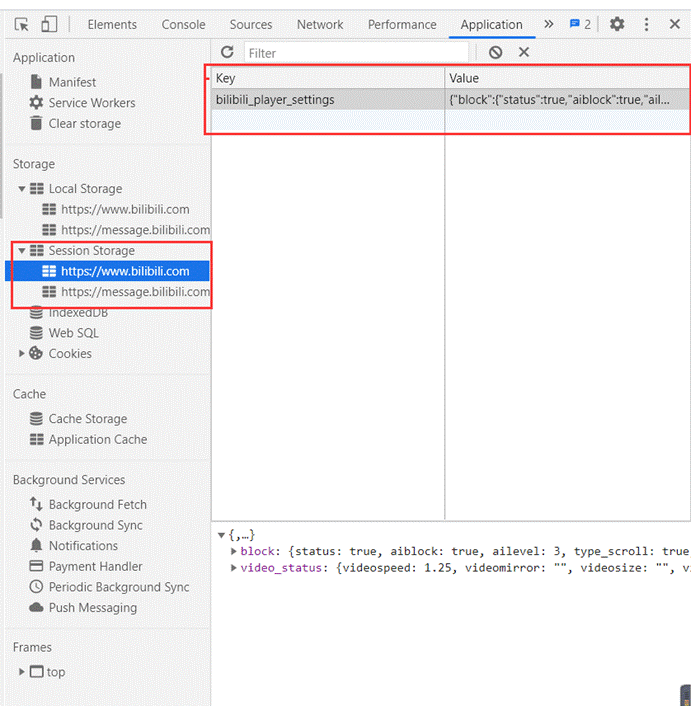 Elements Console Sources Network Performance Application » 2
Application
Manifest
Service Workers
Clear storage
Storage
Local Storage
https://www.bilibili.com
https://message.bilibili.com
Session Storage
https://www.bilibili.com
https://message.bilibili.com
IndexedDB
Web SQL
Cookies
Cache
Cache Storage
Application Cache
Background Services
Background Fetch
Background Sync
Notifications
Payment Handler
Periodic Background Sync
Push Messaging
Frames
top
Filter
Key Value
bilibili_player_settings {"block":{"status":true,"aiblock":true,"ail...
{,…}
block: {status: true, aiblock: true, ailevel: 3, type_scroll: true
video_status: {videospeed: 1.25, videomirror: "", videosize: "", v